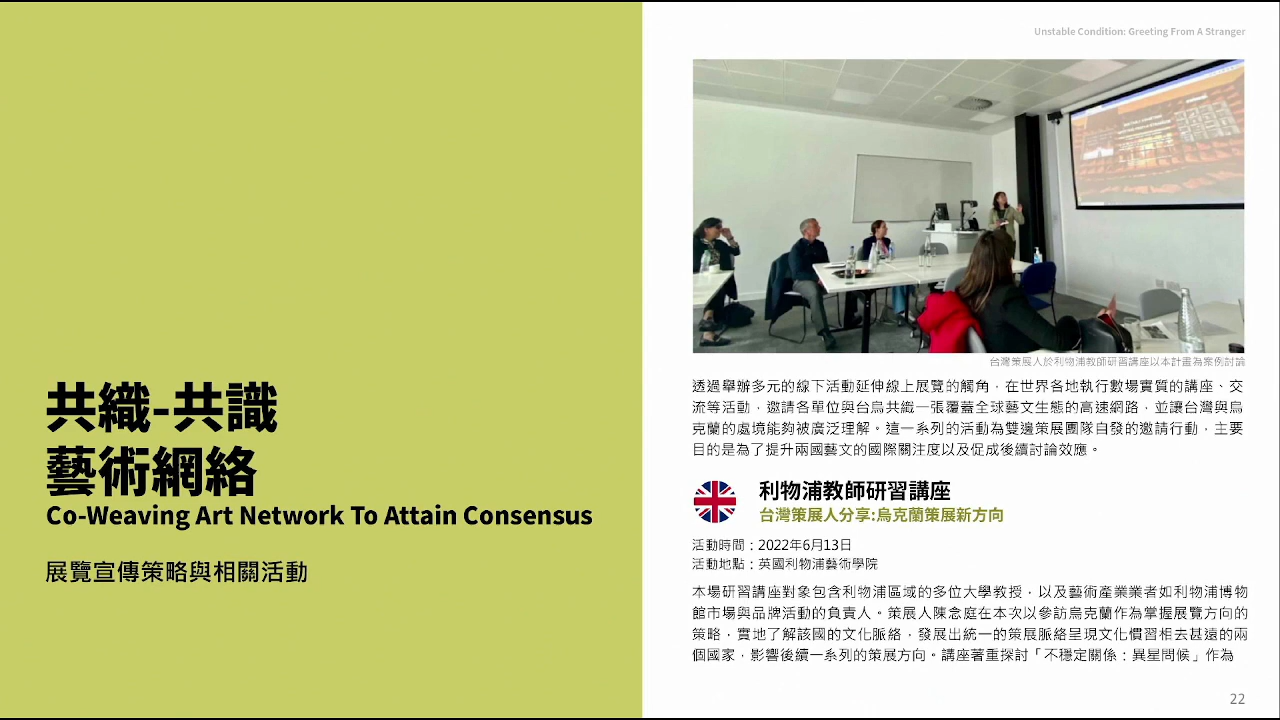 共織-共識
藝術網絡
Co-Weaving Art Network To Attain Consensus
展覽宣傳策略與相關活動
Unstable Condition: Greeting From A Stranger
台灣策展人於利物浦教師研習講座以本計畫為案例討論
透過舉辦多元的線下活動延伸線上展覽的觸角，在世界各地執行數場實質的講座、交
流等活動，邀請各單位與台烏共織一張覆蓋全球藝文生態的高速網路，並讓台灣與烏
克蘭的處境能夠被廣泛理解。這一系列的活動為雙邊策展團隊自發的邀請行動，主要
目的是為了提升兩國藝文的國際關注度以及促成後續討論效應。
利物浦教師研習講座
台灣策展人分享:烏克蘭策展新方向
活動時間：2022年6月13日
活動地點：英國利物浦藝術學院
本場研習講座對象包含利物浦區域的多位大學教授，以及藝術產業業者如利物浦博物
館市場與品牌活動的負責人。策展人陳念庭在本次以參訪烏克蘭作為掌握展覽方向的
策略，實地了解該國的文化脈絡，發展出統一的策展脈絡呈現文化慣習相去甚遠的兩
個國家，影響後續一系列的策展方向。講座著重探討「不穩定關係：異星問候」作為
22